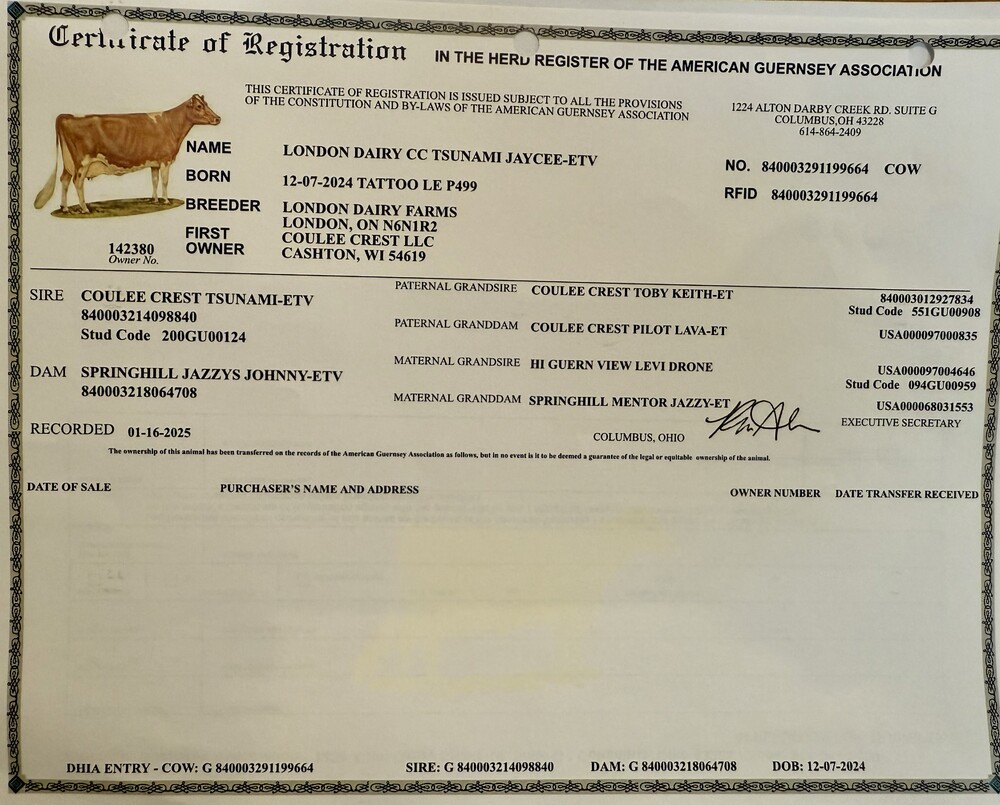 Certificate of Registration IN THE HERD REGISTER OF THE AMERICAN GUERNSEY ASSOCIATION
THIS CERTIFICATE OF REGISTRATION IS ISSUED SUBJECT TO ALL THE PROVISIONS
OF THE CONSTITUTION AND BY-LAWS OF THE AMERICAN GUERNSEY ASSOCIATION
1224 ALTON DARBY CREEK RD. SUITE G
COLUMBUS,OH 43228
614-864-2409
NAME LONDON DAIRY CC TSUNAMI JAYCEE-ETV
NO. 840003291199664 COW
BORN 12-07-2024 TATTOO LE P499
RFID 840003291199664
BREEDER LONDON DAIRY FARMS
LONDON, ON N6N1R2
FIRST OWNER COULEE CREST LLC
CASHTON, WI 54619
142380
Owner No.
SIRE COULEE CREST TSUNAMI-ETV
840003214098840
Stud Code 200GU00124
PATERNAL GRANDSIRE COULEE CREST TOBY KEITH-ET 840003012927834
Stud Code 551GU00908
PATERNAL GRANDDAM COULEE CREST PILOT LAVA-ET USA000097000835
DAM SPRINGHILL JAZZYS JOHNNY-ETV
840003218064708
MATERNAL GRANDSIRE HI GUERN VIEW LEVI DRONE USA000097004646
Stud Code 094GU00959
MATERNAL GRANDDAM SPRINGHILL MENTOR JAZZY-ET USA000068031553
RECORDED 01-16-2025
COLUMBUS, OHIO EXECUTIVE SECRETARY
The ownership of this animal has been transferred on the records of the American Guernsey Association as follows, but in no event is it to be deemed a guarantee of the legal or equitable ownership of the animal.
DATE OF SALE PURCHASER'S NAME AND ADDRESS OWNER NUMBER DATE TRANSFER RECEIVED
DHIA ENTRY - COW: G 840003291199664 SIRE: G 840003214098840 DAM: G 840003218064708 DOB: 12-07-2024